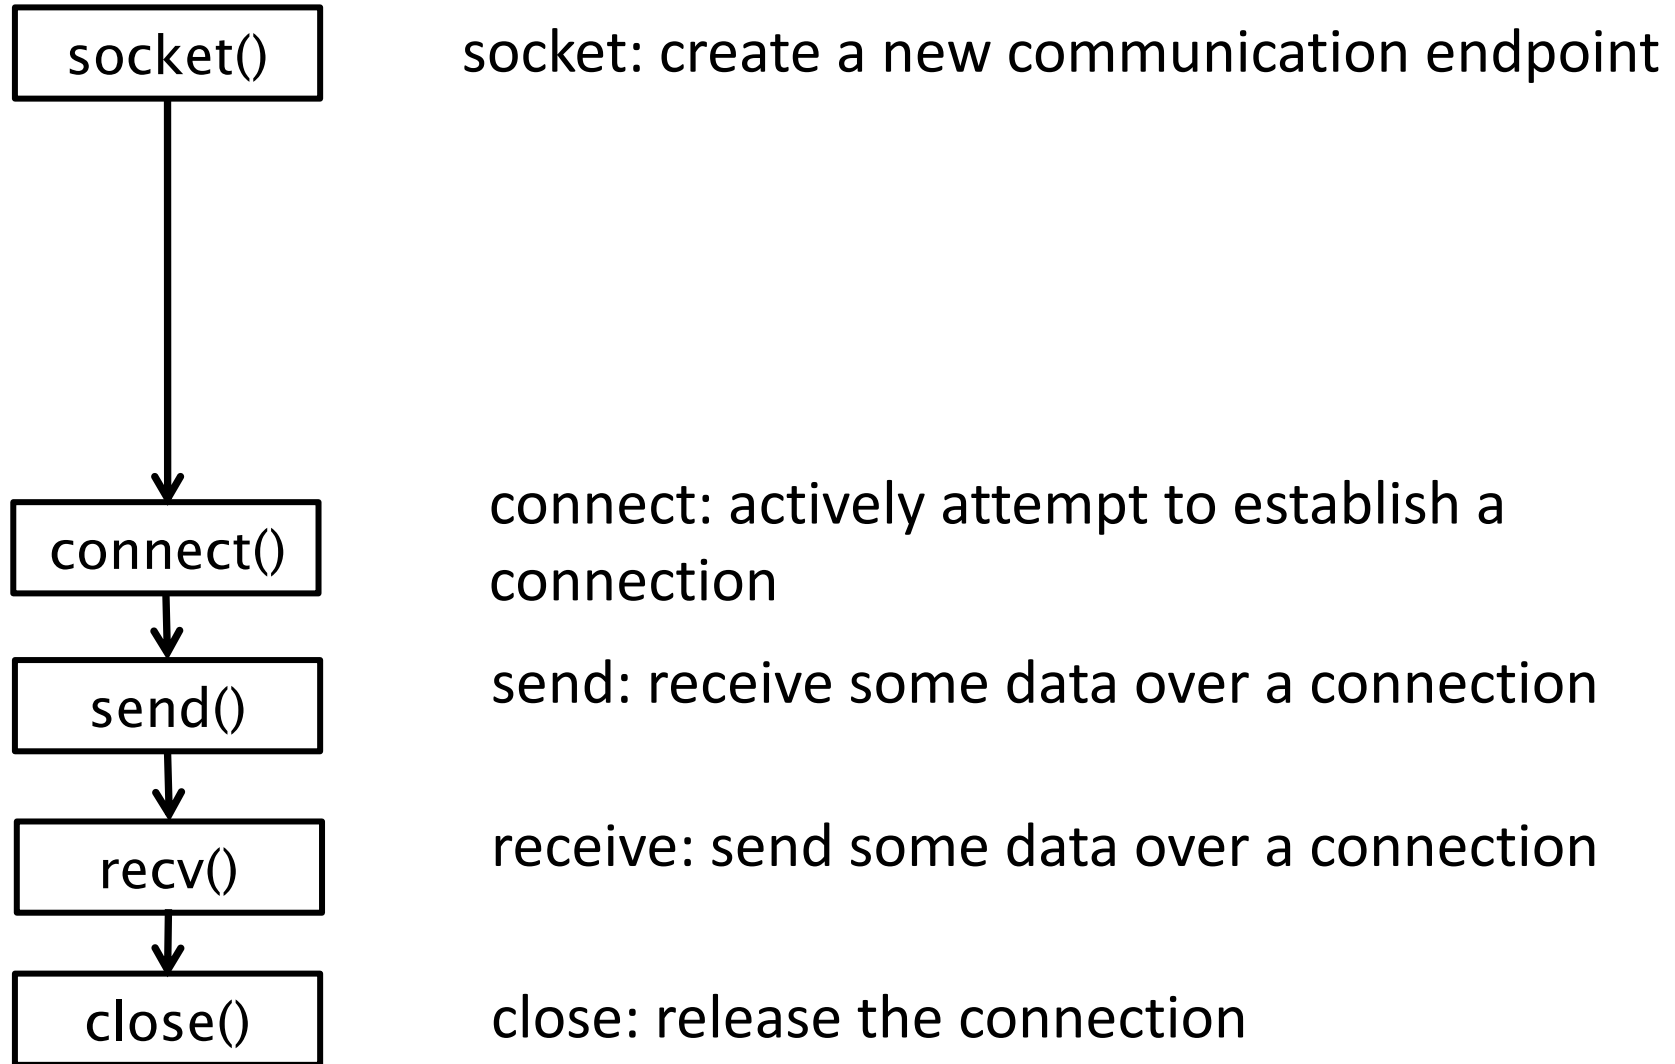 socket()
socket: create a new communication endpoint
connect()
connect: actively attempt to establish a
connection
send()
send: receive some data over a connection
recv()
receive: send some data over a connection
close()
close: release the connection